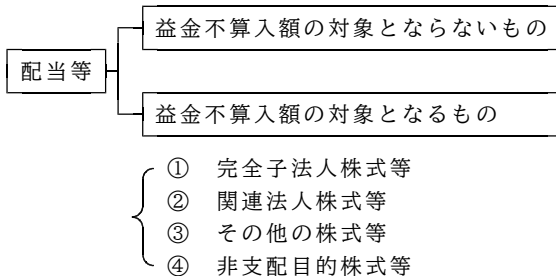 益金不算入額の対象とならないもの
配当等
益金不算入額の対象となるもの
① 完全子法人株式等
② 関連法人株式等
③ その他の株式等
④ 非支配目的株式等